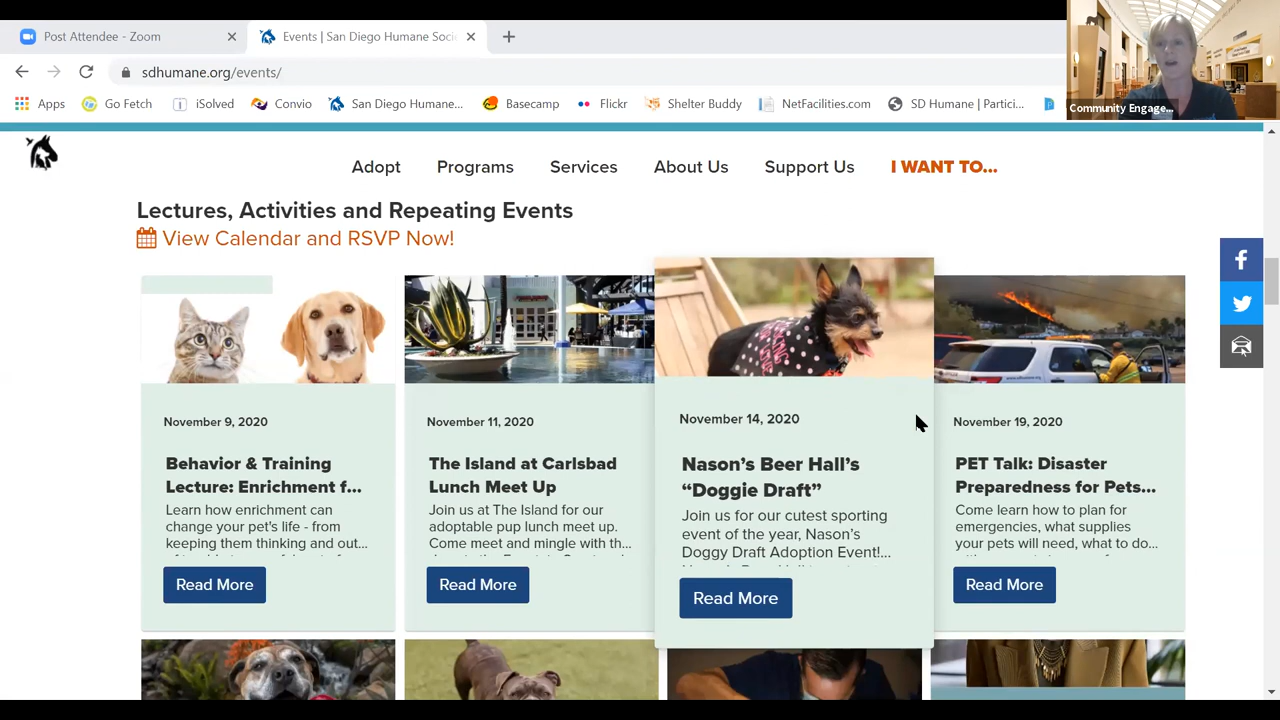 Post Attendee - Zoom
Events | San Diego Humane Soci
sdhumane.org/events/
Apps
Go Fetch
iSolved
Convio
San Diego Humane...
Basecamp
Flickr
Shelter Buddy
NetFacilities.com
SD Humane | Partici...
Community Engage...
Adopt
Programs
Services
About Us
Support Us
I WANT TO...
Lectures, Activities and Repeating Events
View Calendar and RSVP Now!
November 9, 2020
Behavior & Training
Lecture: Enrichment f...
Learn how enrichment can
change your pet's life - from
keeping them thinking and out...
Read More
November 11, 2020
The Island at Carlsbad
Lunch Meet Up
Join us at The Island for our
adoptable pup lunch meet up.
Come meet and mingle with th...
Read More
November 14, 2020
Nason's Beer Hall's
“Doggie Draft”
Join us for our cutest sporting
event of the year, Nason's
Doggy Draft Adoption Event!...
Read More
November 19, 2020
PET Talk: Disaster
Preparedness for Pets...
Come learn how to plan for
emergencies, what supplies
your pets will need, what to do...
Read More